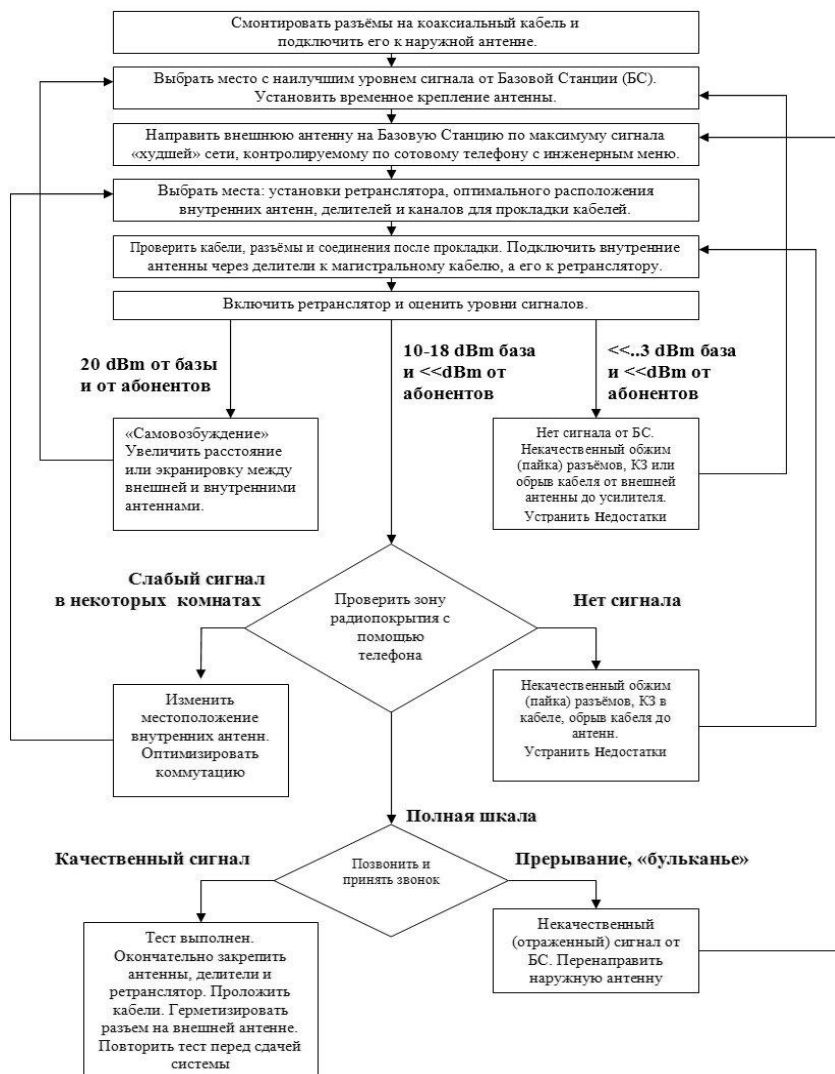 Смонтировать разъёмы на коаксиальный кабель и
подключить его к наружной антенне.
Выбрать место с наилучшим уровнем сигнала от Базовой Станции (БС).
Установить временное крепление антенны.
Направить внешнюю антенну на Базовую Станцию по максимуму сигнала
«худшей» сети, контролируемому по сотовому телефону с инженерным меню.
Выбрать места: установки ретранслятора, оптимального расположения
внутренних антенн, делителей и каналов для прокладки кабелей.
Проверить кабели, разъёмы и соединения после прокладки. Подключить внутренние
антенны через делители к магистральному кабелю, а его к ретранслятору.
Включить ретранслятор и оценить уровни сигналов.
20 dBm от базы
и от абонентов
10-18 dBm база
и <<dBm от
абонентов
<<..3 dBm база
и <<dBm от
абонентов
«Самовозбуждение»
Увеличить расстояние
или экранировку между
внешней и внутренними
антеннами.
Нет сигнала от БС.
Некачественный обжим
(пайка) разъёмов, КЗ или
обрыв кабеля от внешней
антенны до усилителя.
Устранить недостатки
Слабый сигнал
в некоторых комнатах
Проверить зону
радиопокрытия с
помощью
телефона
Нет сигнала
Изменить
местоположение
внутренних антенн.
Оптимизировать
коммутацию
Некачественный обжим
(пайка) разъёмов, КЗ в
кабеле, обрыв кабеля до
антенн.
Устранить недостатки
Полная шкала
Качественный сигнал
Позвонить и
принять звонок
Прерывание, «бульканье»
Тест выполнен.
Окончательно закрепить
антенны, делители и
ретранслятор. Проложить
кабели. Герметизировать
разъем на внешней антенне.
Повторить тест перед сдачей
системы
Некачественный
(отраженный) сигнал от
БС. Перенаправить
наружную антенну